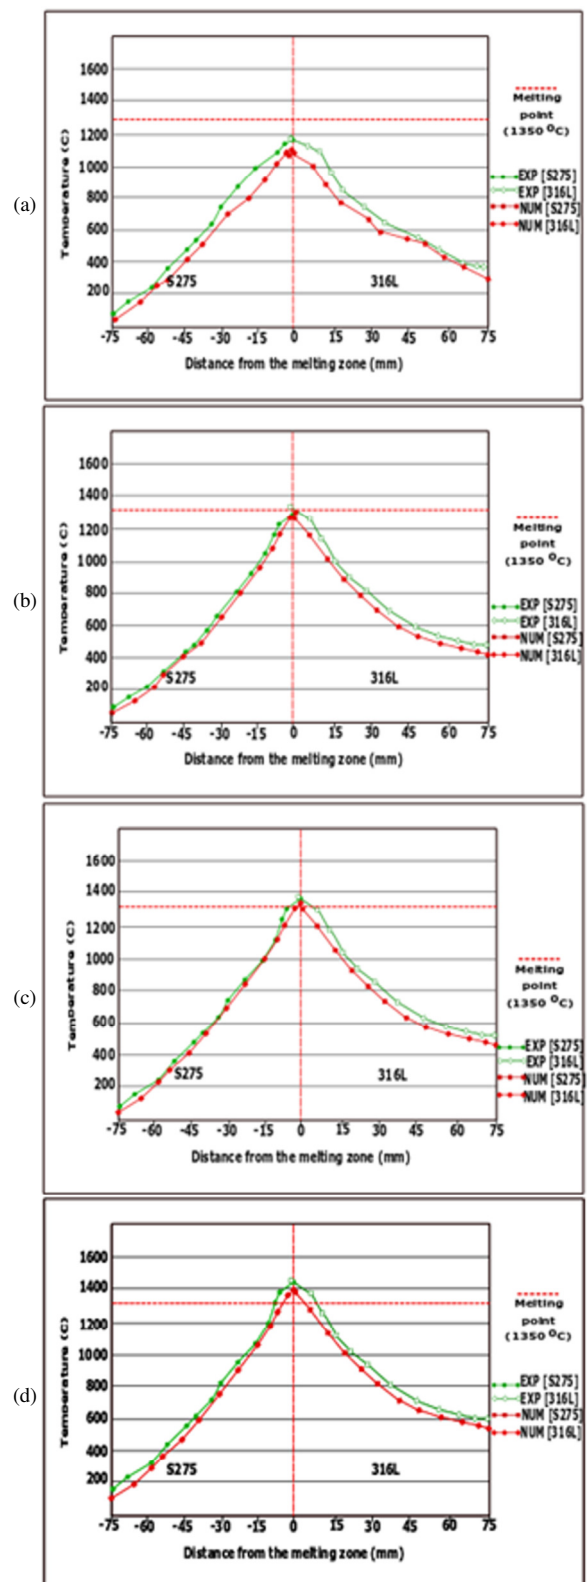 (a)
Temperature (C)
1600
1400
1200
1000
800
600
400
200
S275
316L
-75 -60 -45 -30 -15 0 15 30 45 60 75
Distance from the melting zone (mm)
Melting
point
(1350 ⁰C)
EXP [S275]
EXP [316L]
NUM [S275]
NUM [316L]
(b)
Temperature (C)
1600
1400
1200
1000
800
600
400
200
S275
316L
-75 -60 -45 -30 -15 0 15 30 45 60 75
Distance from the melting zone (mm)
Melting
point
(1350 ⁰C)
EXP [S275]
EXP [316L]
NUM [S275]
NUM [316L]
(c)
Temperature (C)
1600
1400
1200
1000
800
600
400
200
S275
316L
-75 -60 -45 -30 -15 0 15 30 45 60 75
Distance from the melting zone (mm)
Melting
point
(1350 ⁰C)
EXP [S275]
EXP [316L]
NUM [S275]
NUM [316L]
(d)
Temperature (C)
1600
1400
1200
1000
800
600
400
200
S275
316L
-75 -60 -45 -30 -15 0 15 30 45 60 75
Distance from the melting zone (mm)
Melting
point
(1350 ⁰C)
EXP [S275]
EXP [316L]
NUM [S275]
NUM [316L]